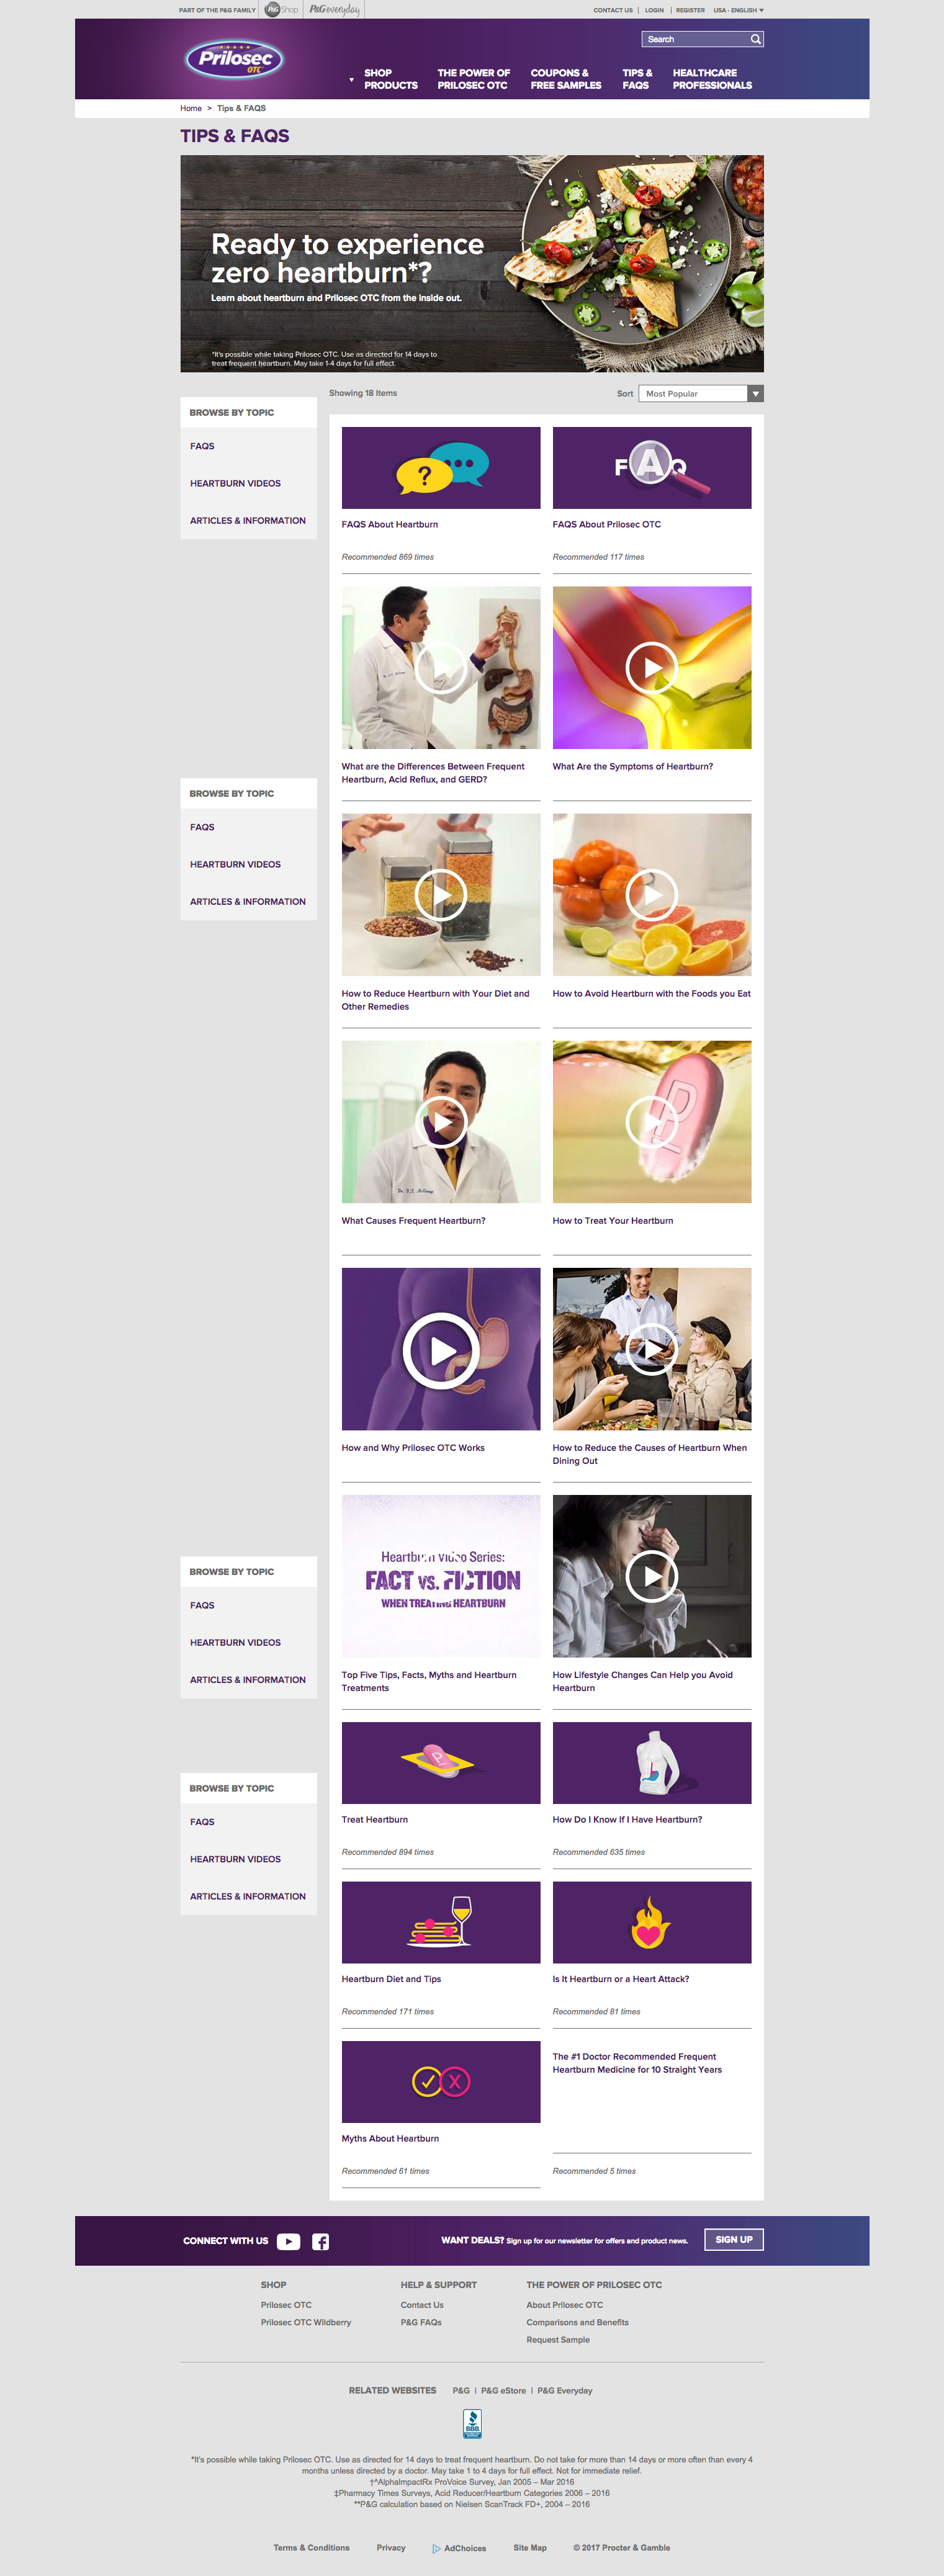 PART OF THE P&G FAMILY
P&G Shop
P&G everyday
CONTACT US | LOGIN | REGISTER USA - ENGLISH
Prilosec
OTC
Search
SHOP
PRODUCTS
THE POWER OF
PRILOSEC OTC
COUPONS &
FREE SAMPLES
TIPS &
FAQS
HEALTHCARE
PROFESSIONALS
Home > Tips & FAQS
TIPS & FAQS
Ready to experience
zero heartburn*?
Learn about heartburn and Prilosec OTC from the inside out.
*It's possible while taking Prilosec OTC. Use as directed for 14 days to
treat frequent heartburn. May take 1-4 days for full effect.
Showing 18 Items
Sort Most Popular
BROWSE BY TOPIC
FAQS
HEARTBURN VIDEOS
ARTICLES & INFORMATION
?
FAQ
FAQS About Heartburn
FAQS About Prilosec OTC
Recommended 869 times
Recommended 117 times
What are the Differences Between Frequent
Heartburn, Acid Reflux, and GERD?
What Are the Symptoms of Heartburn?
BROWSE BY TOPIC
FAQS
HEARTBURN VIDEOS
ARTICLES & INFORMATION
How to Reduce Heartburn with Your Diet and
Other Remedies
How to Avoid Heartburn with the Foods you Eat
What Causes Frequent Heartburn?
How to Treat Your Heartburn
How and Why Prilosec OTC Works
How to Reduce the Causes of Heartburn When
Dining Out
Heartburn Video Series:
FACT vs. FICTION
WHEN TREATING HEARTBURN
BROWSE BY TOPIC
FAQS
HEARTBURN VIDEOS
ARTICLES & INFORMATION
Top Five Tips, Facts, Myths and Heartburn
Treatments
How Lifestyle Changes Can Help you Avoid
Heartburn
Treat Heartburn
How Do I Know If I Have Heartburn?
Recommended 894 times
Recommended 635 times
BROWSE BY TOPIC
FAQS
HEARTBURN VIDEOS
ARTICLES & INFORMATION
Heartburn Diet and Tips
Is It Heartburn or a Heart Attack?
Recommended 171 times
Recommended 81 times
X
Myths About Heartburn
Recommended 61 times
The #1 Doctor Recommended Frequent
Heartburn Medicine for 10 Straight Years
Recommended 5 times
CONNECT WITH US
WANT DEALS? Sign up for our newsletter for offers and product news.
SIGN UP
SHOP
Prilosec OTC
Prilosec OTC Wildberry
HELP & SUPPORT
Contact Us
P&G FAQs
THE POWER OF PRILOSEC OTC
About Prilosec OTC
Comparisons and Benefits
Request Sample
RELATED WEBSITES P&G | P&G eStore | P&G Everyday
BBB
*It's possible while taking Prilosec OTC. Use as directed for 14 days to treat frequent heartburn. Do not take for more than 14 days or more often than every 4
months unless directed by a doctor. May take 1 to 4 days for full effect. Not for immediate relief.
†^AlphaImpactRx ProVoice Survey, Jan 2005 – Mar 2016
‡Pharmacy Times Surveys, Acid Reducer/Heartburn Categories 2006 – 2016
**P&G calculation based on Nielsen ScanTrack FD+, 2004 – 2016
Terms & Conditions Privacy AdChoices Site Map © 2017 Procter & Gamble